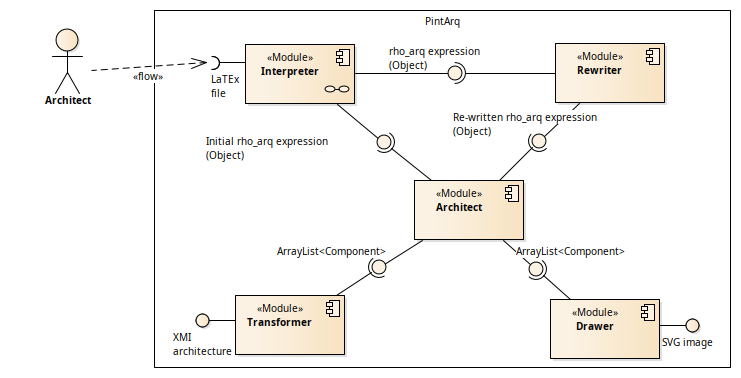 PintArq
«Module»
Interpreter
rho_arq expression
(Object)
«Module»
Rewriter
«flow»
LaTEx
file
Architect
Re-written rho_arq expression
(Object)
Initial rho_arq expression
(Object)
«Module»
Architect
ArrayList<Component>
ArrayList<Component>
«Module»
Transformer
«Module»
Drawer
XMI
architecture
SVG image